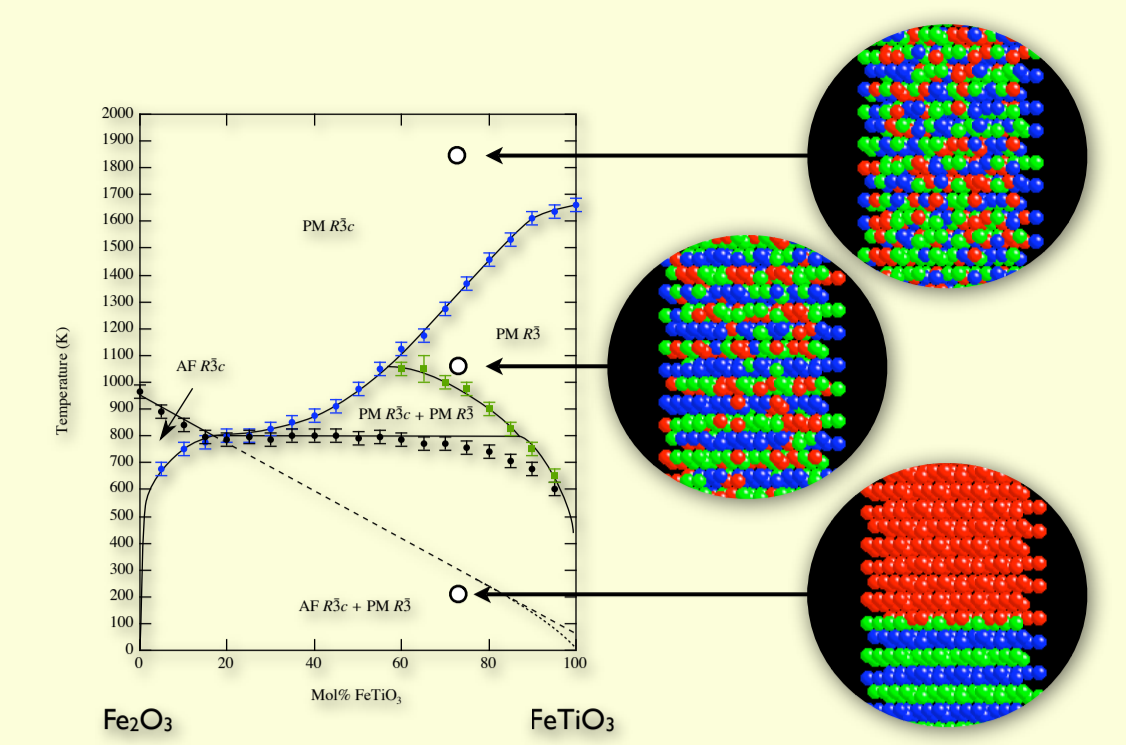 2000
1900
1800
1700
1600
1500
1400
1300
1200
1100
1000
900
800
700
600
500
400
300
200
100
0
Temperature (K)
PM R3̄c
PM R3̄
AF R3̄c
PM R3̄c + PM R3̄
AF R3̄c + PM R3̄
0 20 40 60 80 100
Mol% FeTiO₃
Fe₂O₃ FeTiO₃